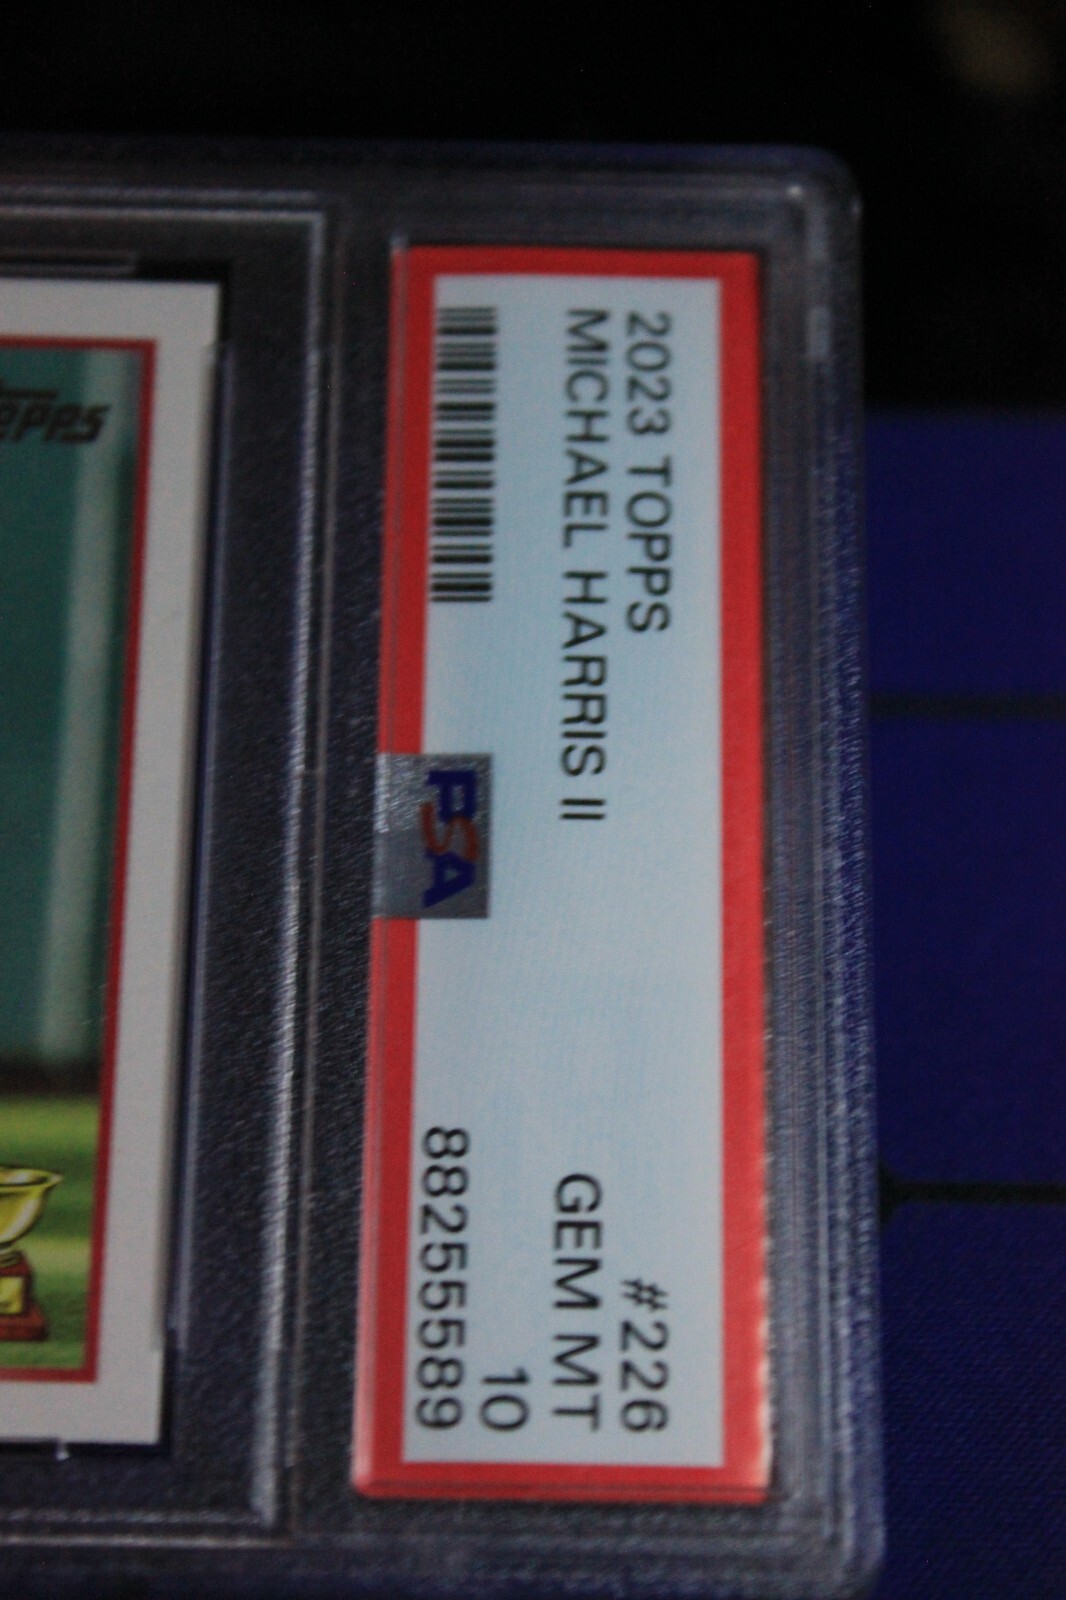 2023 TOPPS #226
MICHAEL HARRIS II GEM MT
10
PSA 88255589